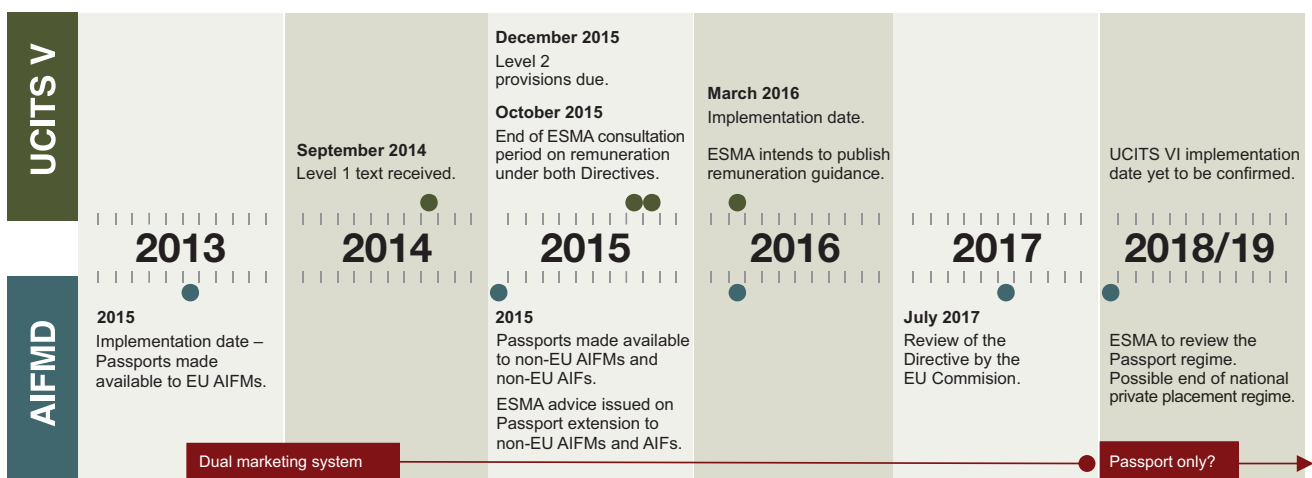 UCITS V
December 2015
Level 2
provisions due.
October 2015
End of ESMA consultation
period on remuneration
under both Directives.
September 2014
Level 1 text received.
March 2016
Implementation date.
ESMA intends to publish
remuneration guidance.
UCITS VI implementation
date yet to be confirmed.
2013
2014
2015
2016
2017
2018/19
AIFMD
2015
Implementation date –
Passports made
available to EU AIFMs.
2015
Passports made available
to non-EU AIFMs and
non-EU AIFs.
ESMA advice issued on
Passport extension to
non-EU AIFMs and AIFs.
July 2017
Review of the
Directive by the
EU Commision.
ESMA to review the
Passport regime.
Possible end of national
private placement regime.
Dual marketing system
Passport only?